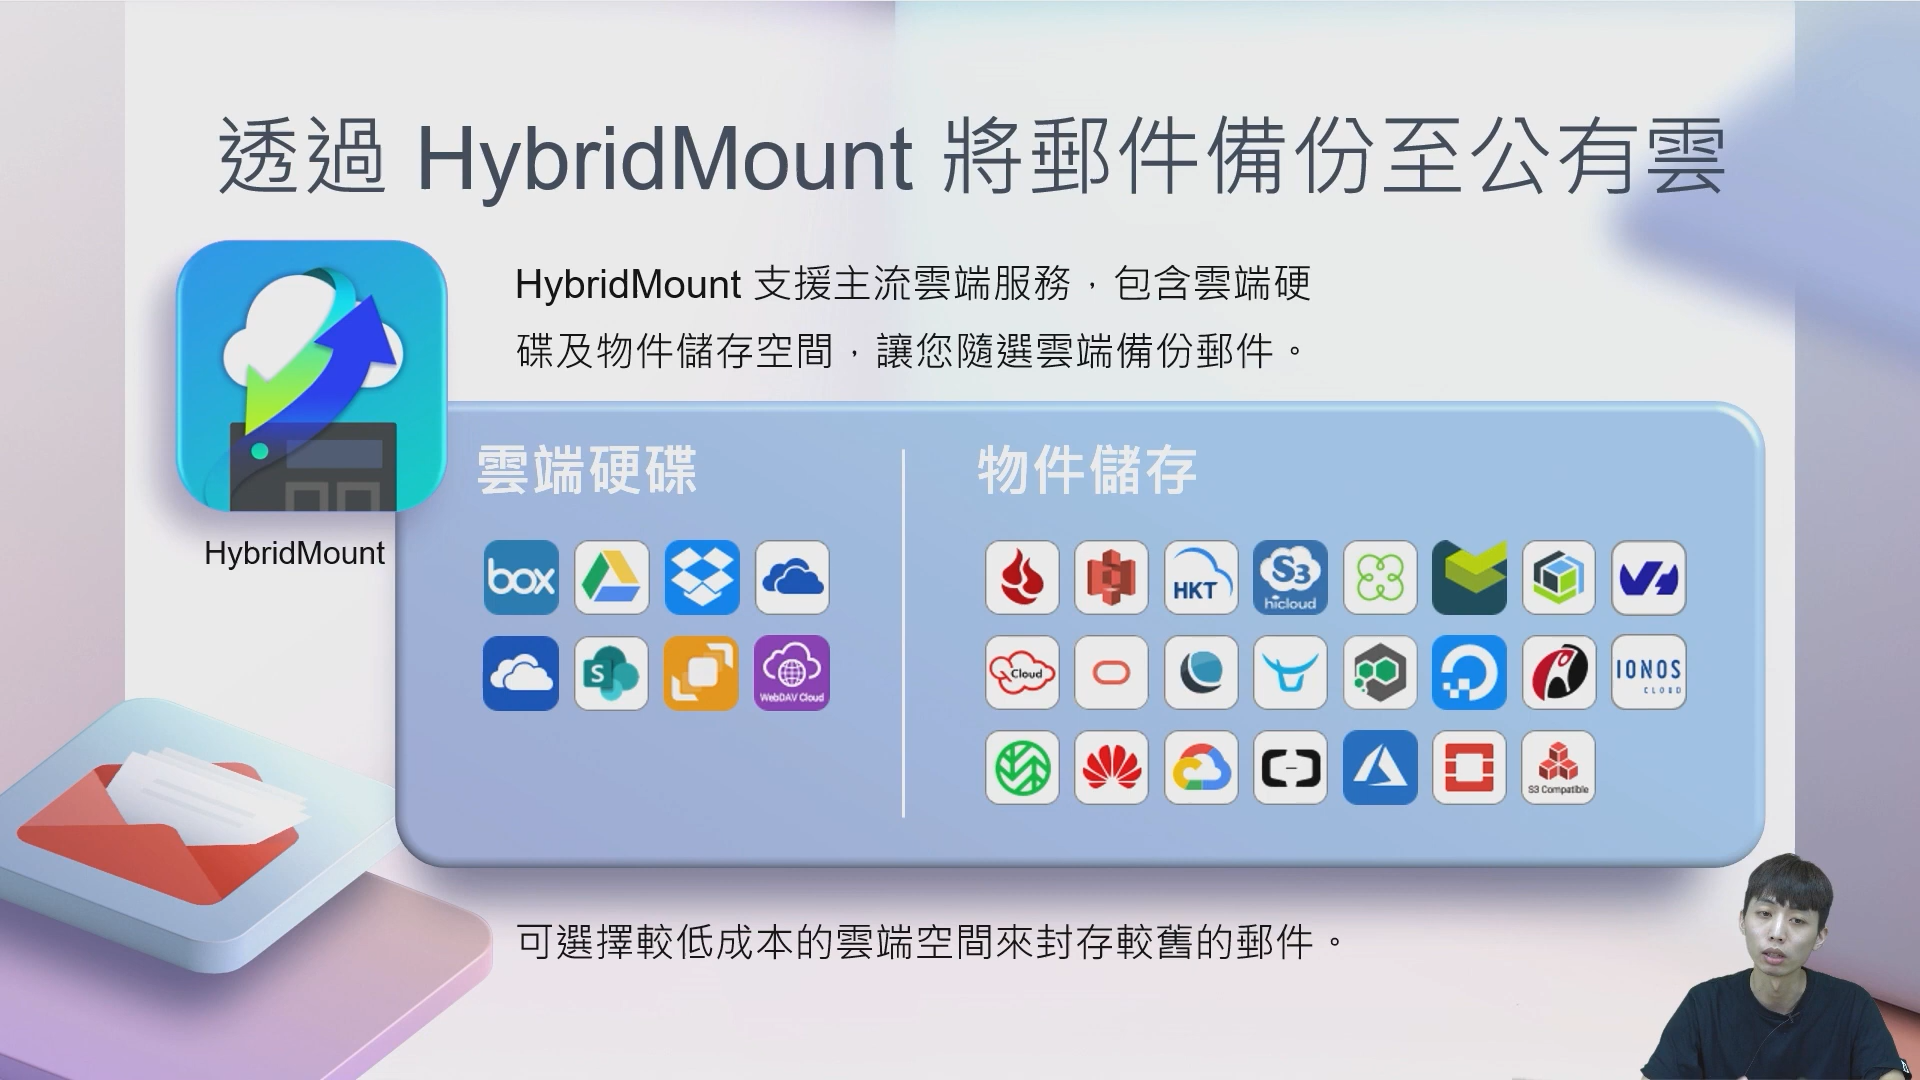 透過 HybridMount 將郵件備份至公有雲
HybridMount 支援主流雲端服務，包含雲端硬
碟及物件儲存空間，讓您隨選雲端備份郵件。
HybridMount
雲端硬碟
物件儲存
box
HKT
S3
hicloud
S
WebDAV Cloud
Cloud
IONOS
CLOUD
S3 Compatible
可選擇較低成本的雲端空間來封存較舊的郵件。